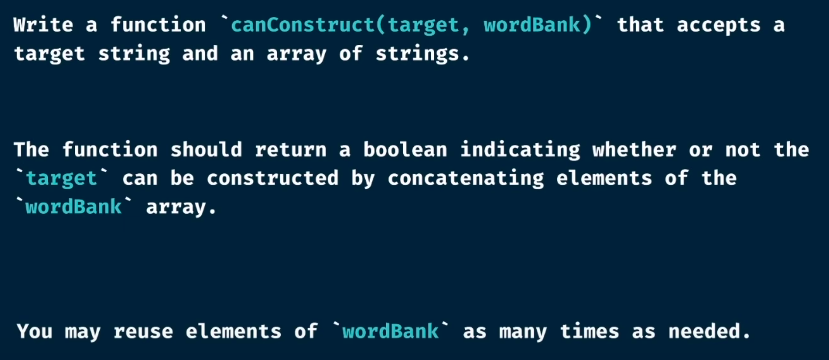 Write a function `canConstruct(target, wordBank)` that accepts a
target string and an array of strings.
The function should return a boolean indicating whether or not the
`target` can be constructed by concatenating elements of the
`wordBank` array.
You may reuse elements of `wordBank` as many times as needed.